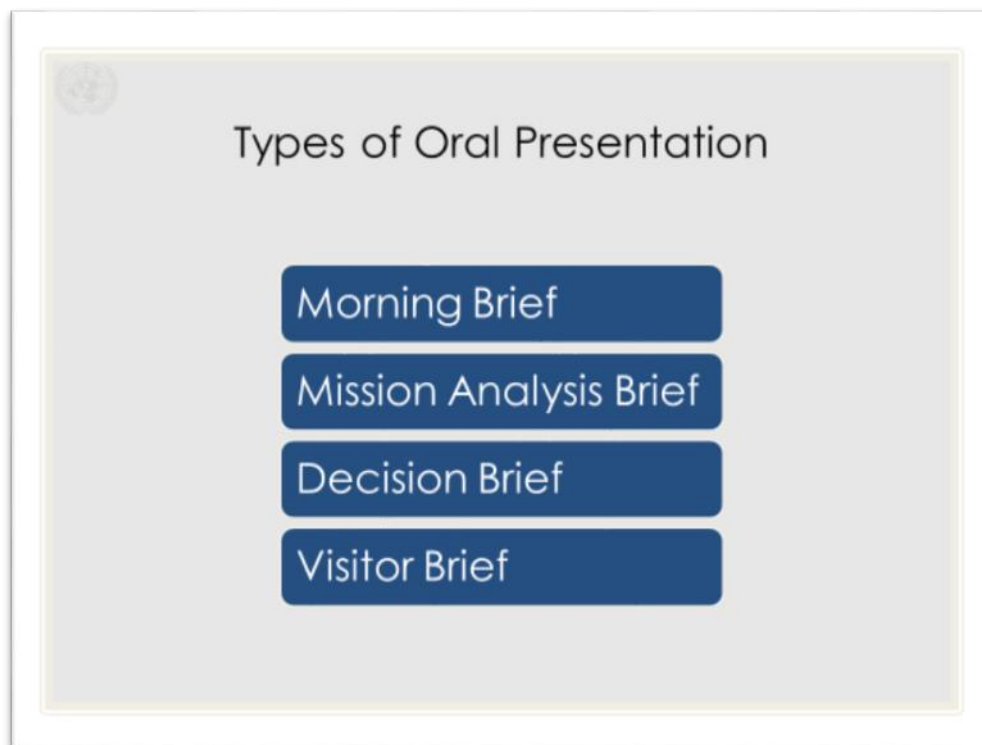 Types of Oral Presentation
Morning Brief
Mission Analysis Brief
Decision Brief
Visitor Brief